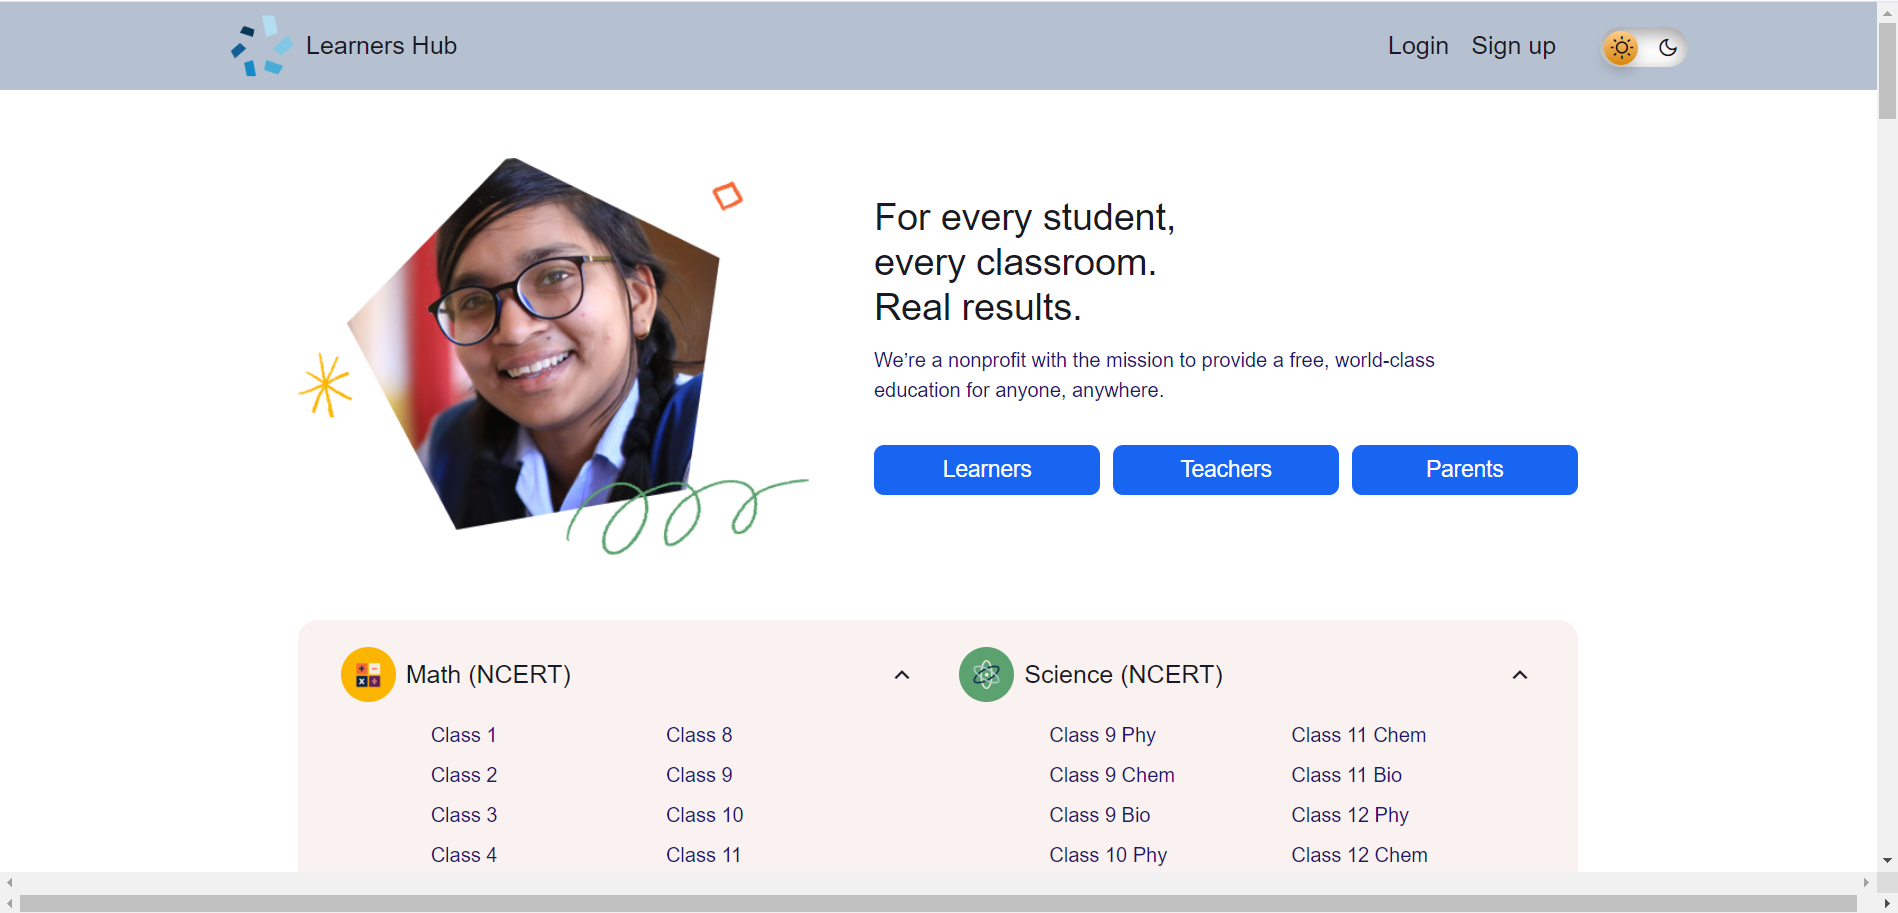 Learners Hub
Login
Sign up
For every student,
every classroom.
Real results.
We’re a nonprofit with the mission to provide a free, world-class
education for anyone, anywhere.
Learners
Teachers
Parents
Math (NCERT)
Class 1
Class 2
Class 3
Class 4
Class 8
Class 9
Class 10
Class 11
Science (NCERT)
Class 9 Phy
Class 9 Chem
Class 9 Bio
Class 10 Phy
Class 11 Chem
Class 11 Bio
Class 12 Phy
Class 12 Chem